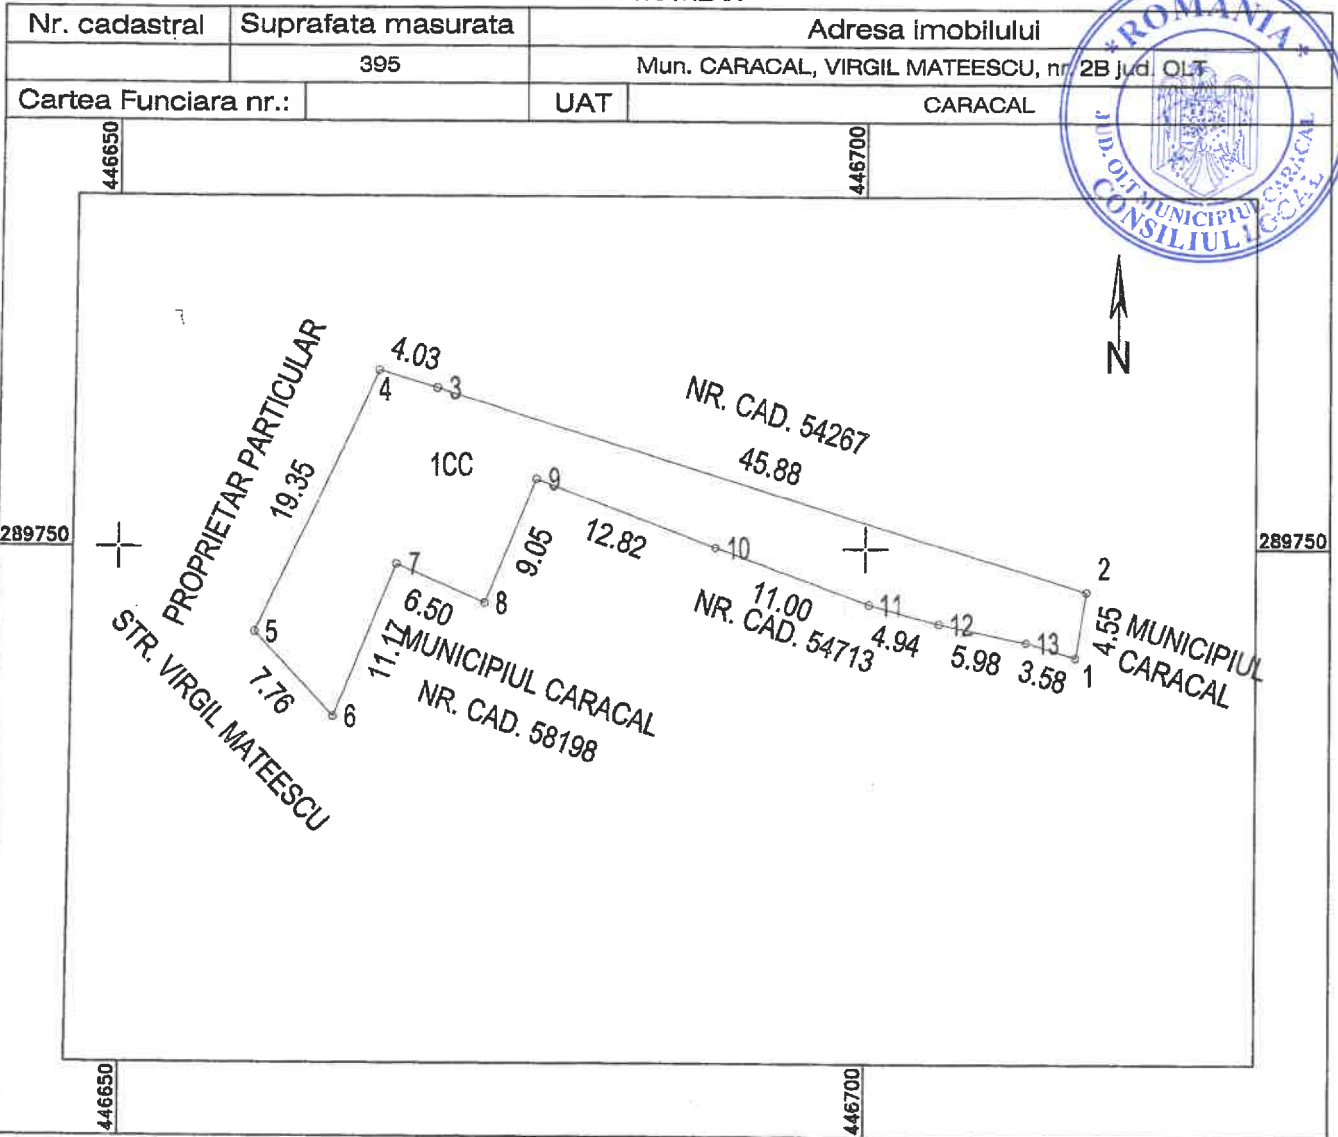 Nr. cadastral Suprafata masurata Adresa imobilului
395 Mun. CARACAL, VIRGIL MATEESCU, nr. 2B jud. OLT
Cartea Funciara nr.: UAT CARACAL
* ROMÂNIA *
JUD. OLT MUNICIPIUL CARACAL
CONSILIUL LOCAL
446650 446700
N
4.03
4 3
NR. CAD. 54267
45.88
PROPRIETAR PARTICULAR
19.35
1CC
9
12.82
9.05
289750 289750
10
7
6.50
8
11.00
NR. CAD. 54713
11
4.94
12
5.98
13
3.58
1
2
4.55
MUNICIPIUL
CARACAL
5
7.76
6
11.17
STR. VIRGIL MATEESCU
MUNICIPIUL CARACAL
NR. CAD. 58198
446650 446700